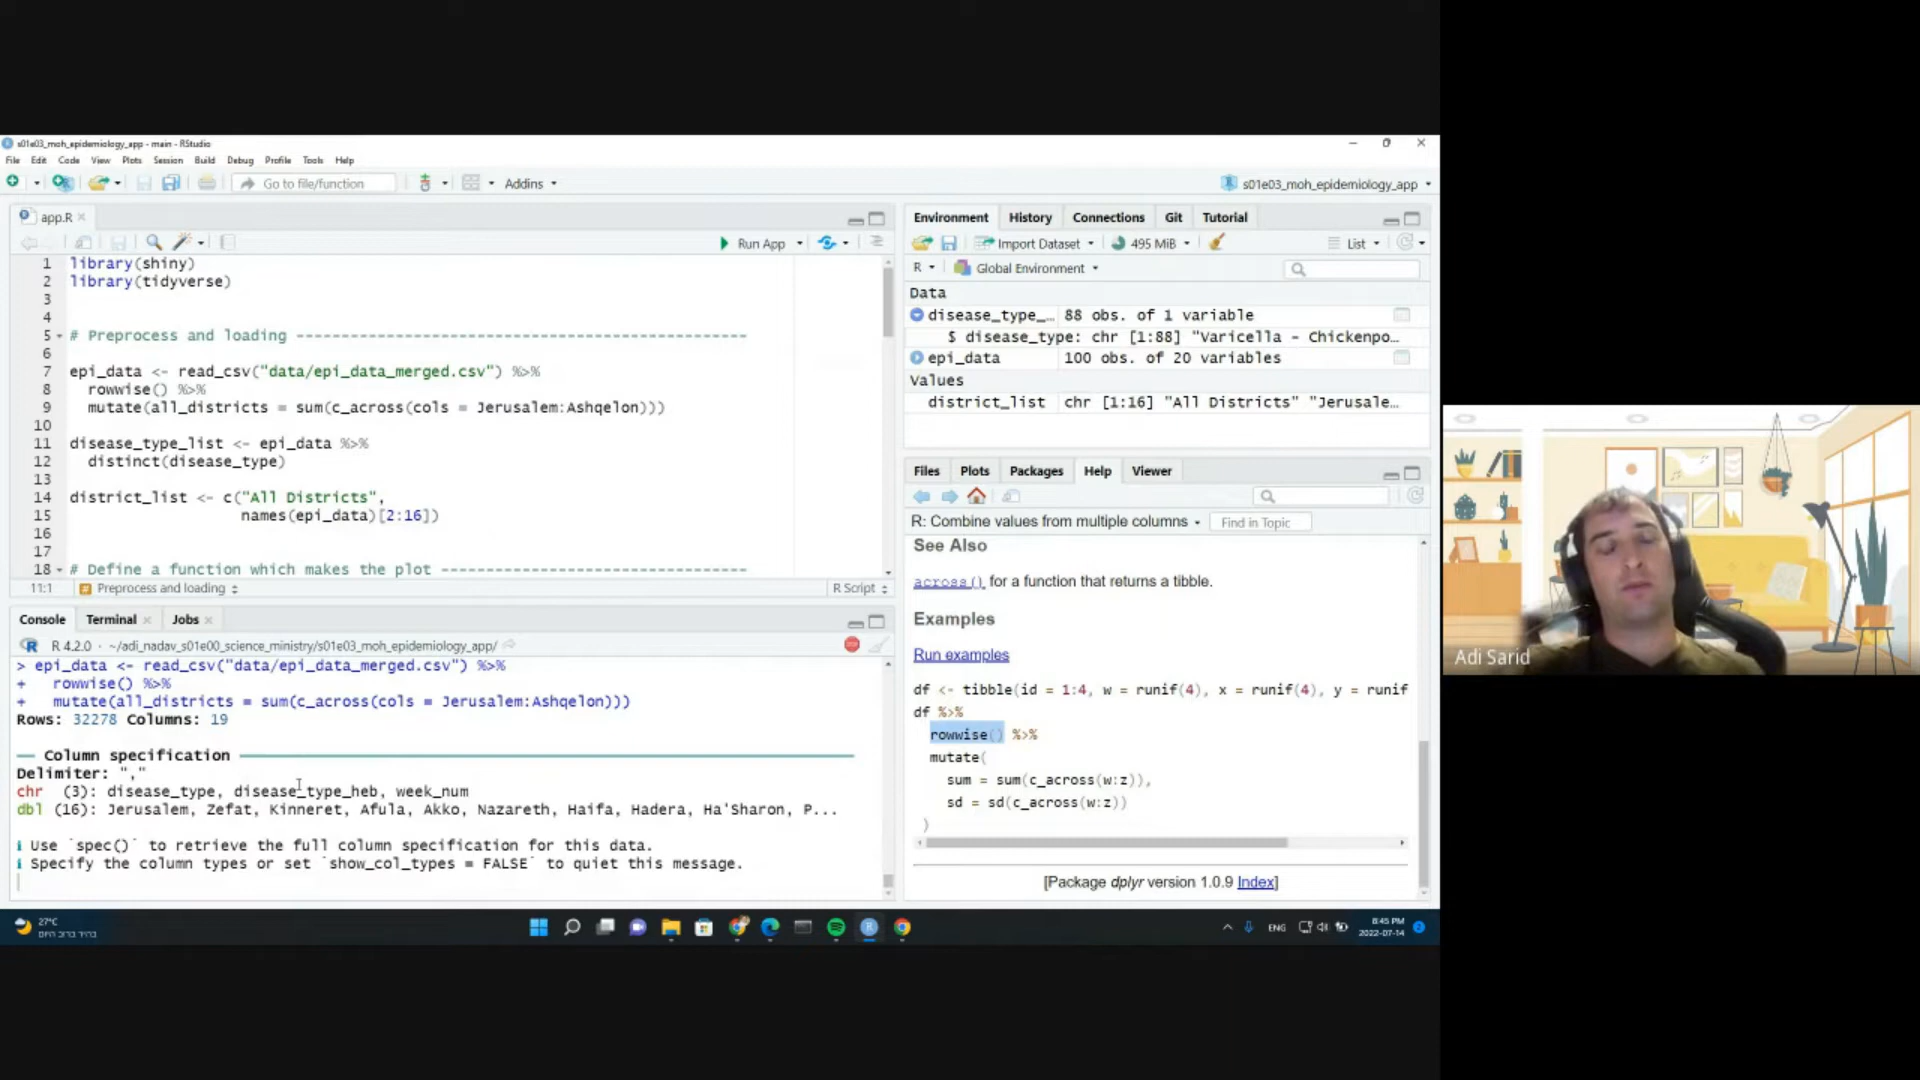 s01e03_moh_epidemiology_app - main - RStudio
File Edit Code View Plots Session Build Debug Profile Tools Help
Go to file/function
Addins
s01e03_moh_epidemiology_app
app.R
Run App
1 library(shiny)
2 library(tidyverse)
3
4
5 # Preprocess and loading ----------------------------------------------------
6
7 epi_data <- read_csv("data/epi_data_merged.csv") %>%
8 rowwise() %>%
9 mutate(all_districts = sum(c_across(cols = Jerusalem:Ashqelon)))
10
11 disease_type_list <- epi_data %>%
12 distinct(disease_type)
13
14 district_list <- c("All Districts",
15 names(epi_data)[2:16])
16
17
18 # Define a function which makes the plot -----------------------------------
11:1 Preprocess and loading
R Script
Console Terminal Jobs
R 4.2.0 · ~/adi_nadav_s01e00_science_ministry/s01e03_moh_epidemiology_app/
> epi_data <- read_csv("data/epi_data_merged.csv") %>%
+ rowwise() %>%
+ mutate(all_districts = sum(c_across(cols = Jerusalem:Ashqelon)))
Rows: 32278 Columns: 19
── Column specification ──
Delimiter: ","
chr (3): disease_type, disease_type_heb, week_num
dbl (16): Jerusalem, Zefat, Kinneret, Afula, Akko, Nazareth, Haifa, Hadera, Ha'Sharon, P...
i Use `spec()` to retrieve the full column specification for this data.
i Specify the column types or set `show_col_types = FALSE` to quiet this message.
Environment History Connections Git Tutorial
Import Dataset 495 MiB List
R Global Environment
Data
disease_type_… 88 obs. of 1 variable
$ disease_type: chr [1:88] "Varicella - Chickenpo…
epi_data 100 obs. of 20 variables
Values
district_list chr [1:16] "All Districts" "Jerusale…
Files Plots Packages Help Viewer
R: Combine values from multiple columns
Find in Topic
See Also
across() for a function that returns a tibble.
Examples
Run examples
df <- tibble(id = 1:4, w = runif(4), x = runif(4), y = runif
df %>%
rowwise() %>%
mutate(
sum = sum(c_across(w:z)),
sd = sd(c_across(w:z))
)
[Package dplyr version 1.0.9 Index]
Adi Sarid
27°C
ENG
8:45 PM
2022-07-14